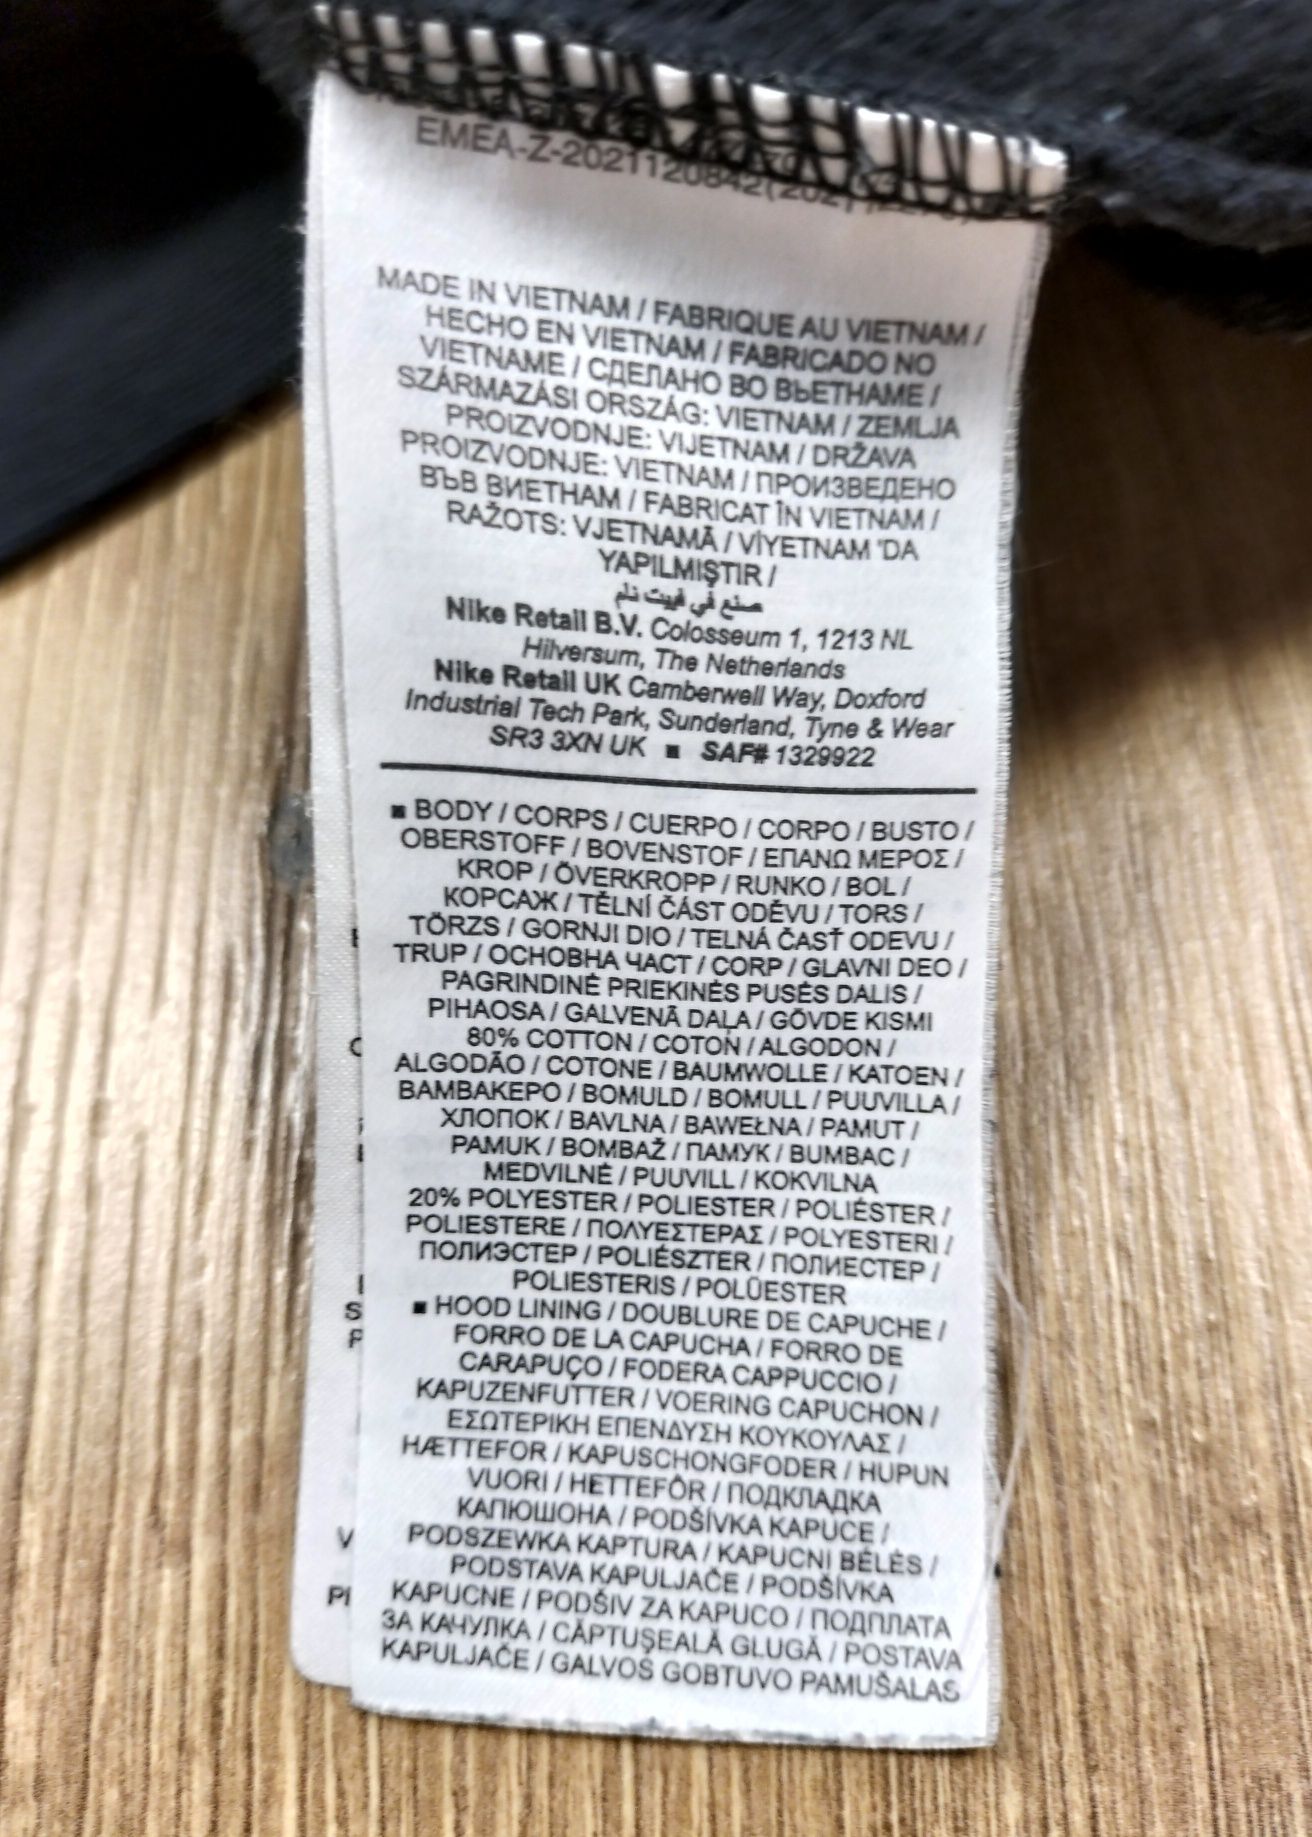 EMEA-Z-2021120842(2021
MADE IN VIETNAM / FABRIQUE AU VIETNAM /
HECHO EN VIETNAM / FABRICADO NO
VIETNAME / СДЕЛАНО ВО ВЬЕТНАМЕ /
SZÁRMAZÁSI ORSZÁG: VIETNAM / ZEMLJA
PROIZVODNJE: VIJETNAM / DRŽAVA
PROIZVODNJE: VIETNAM / ПРОИЗВЕДЕНО
ВЪВ ВИЕТНАМ / FABRICAT ÎN VIETNAM /
RAŽOTS: VJETNAMĀ / VİYETNAM 'DA
YAPILMIŞTIR /
صنع في فييت نام
Nike Retail B.V. Colosseum 1, 1213 NL
Hilversum, The Netherlands
Nike Retail UK Camberwell Way, Doxford
Industrial Tech Park, Sunderland, Tyne & Wear
SR3 3XN UK ■ SAF# 1329922
■ BODY / CORPS / CUERPO / CORPO / BUSTO /
OBERSTOFF / BOVENSTOF / ΕΠΑΝΩ ΜΕΡΟΣ /
KROP / ÖVERKROPP / RUNKO / BOL /
КОРСАЖ / TĚLNÍ ČÁST ODĚVU / TORS /
TÖRZS / GORNJI DIO / TELNÁ ČASŤ ODEVU /
TRUP / ОСНОВНА ЧАСТ / CORP / GLAVNI DEO /
PAGRINDINĖ PRIEKINĖS PUSĖS DALIS /
PIHAOSA / GALVENĀ DAĻA / GÖVDE KISMI
80% COTTON / COTON / ALGODON /
ALGODÃO / COTONE / BAUMWOLLE / KATOEN /
ΒΑΜΒΑΚΕΡΟ / BOMULD / BOMULL / PUUVILLA /
ХЛОПОК / BAVLNA / BAWEŁNA / PAMUT /
PAMUK / BOMBAŽ / ПАМУК / BUMBAC /
MEDVILNĖ / PUUVILL / KOKVILNA
20% POLYESTER / POLIESTER / POLIÉSTER /
POLIESTERE / ΠΟΛΥΕΣΤΕΡΑΣ / POLYESTERI /
ПОЛИЭСТЕР / POLIÉSZTER / ПОЛИЕСТЕР /
POLIESTERIS / POLÜESTER
■ HOOD LINING / DOUBLURE DE CAPUCHE /
FORRO DE LA CAPUCHA / FORRO DE
CARAPUÇO / FODERA CAPPUCCIO /
KAPUZENFUTTER / VOERING CAPUCHON /
ΕΣΩΤΕΡΙΚΗ ΕΠΕΝΔΥΣΗ ΚΟΥΚΟΥΛΑΣ /
HÆTTEFOR / KAPUSCHONGFODER / HUPUN
VUORI / HETTEFÔR / ПОДКЛАДКА
КАПЮШОНА / PODŠÍVKA KAPUCE /
PODSZEWKA KAPTURA / KAPUCNI BÉLÉS /
PODSTAVA KAPULJAČE / PODŠÍVKA
KAPUCNE / PODŠIV ZA KAPUCO / ПОДПЛАТА
ЗА КАЧУЛКА / CĂPTUŞEALĂ GLUGĂ / POSTAVA
KAPULJAČE / GALVOS GOBTUVO PAMUŠALAS